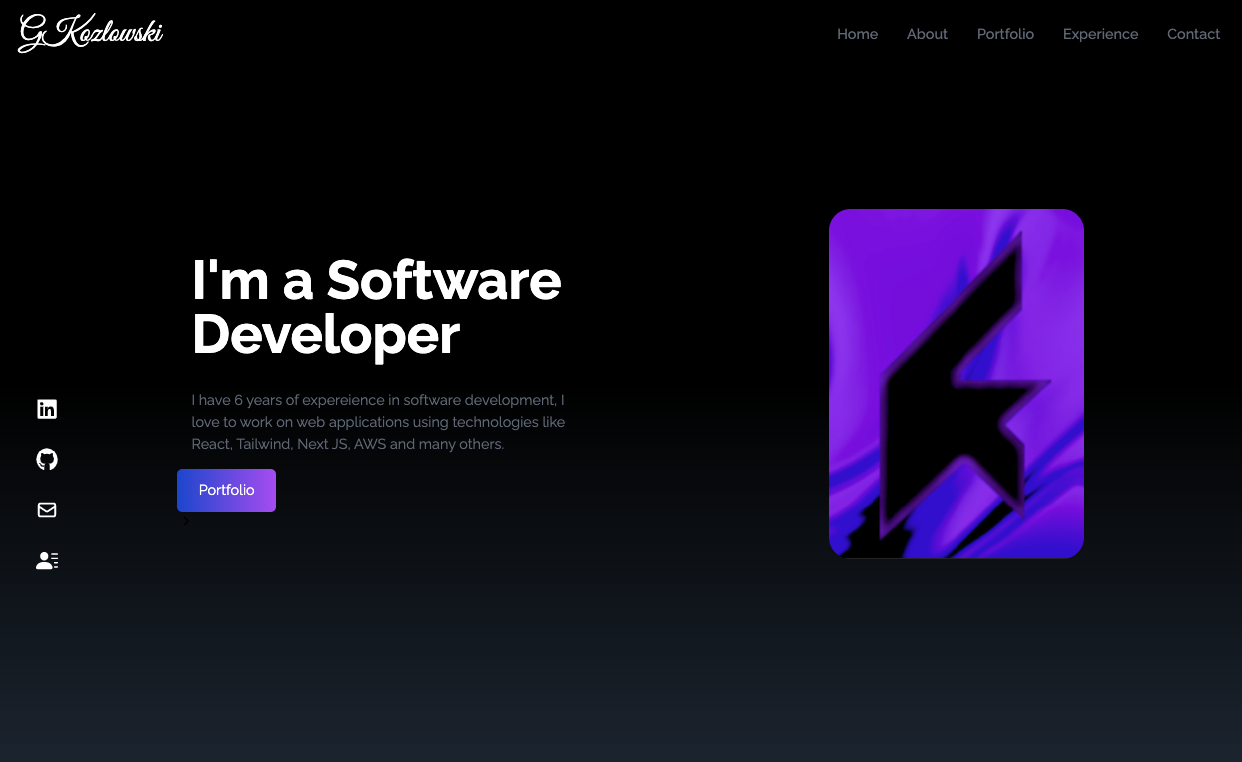 GKozlowski
Home About Portfolio Experience Contact
I'm a Software
Developer
I have 6 years of expereience in software development, I
love to work on web applications using technologies like
React, Tailwind, Next JS, AWS and many others.
Portfolio